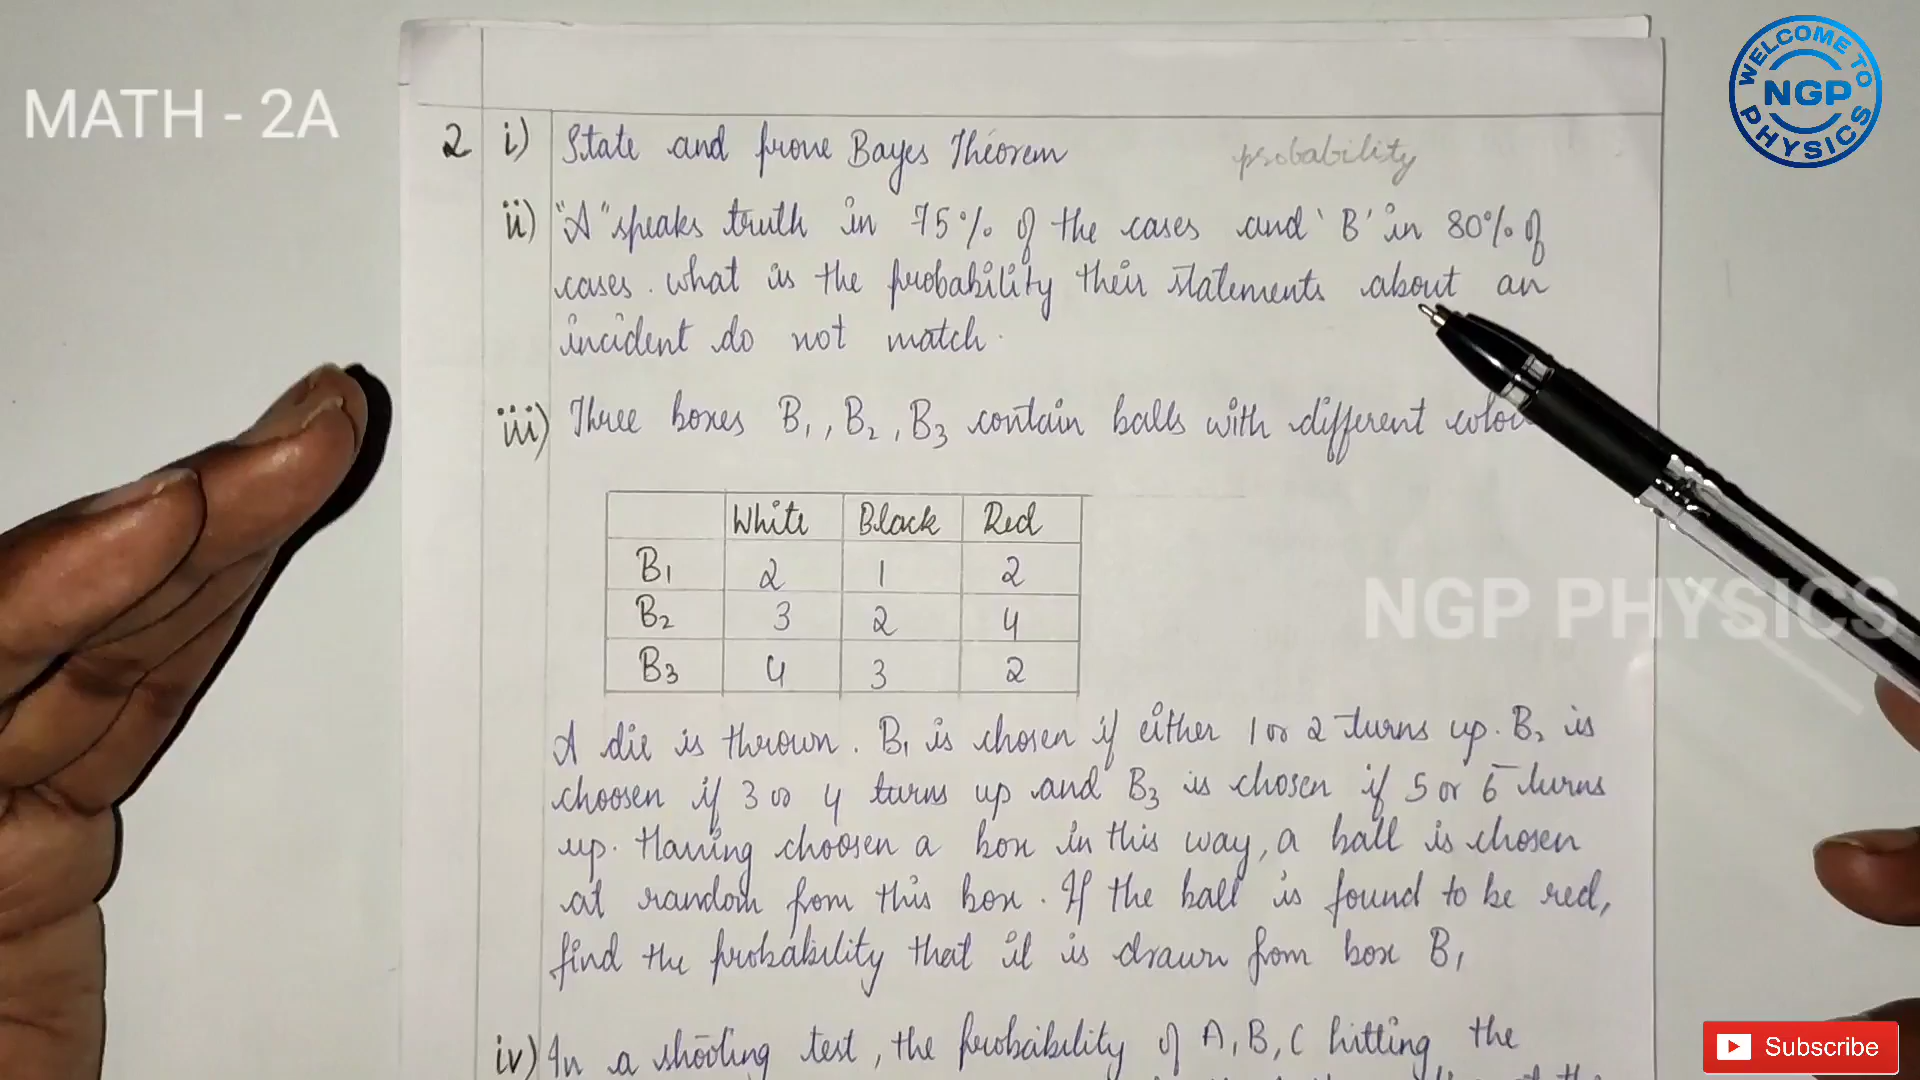 MATH - 2A
WELCOME TO
NGP
PHYSICS
2 i) State and prove Bayes Theorem probability
ii) "A" speaks truth in 75% of the cases and 'B' in 80% of
cases. what is the probability their statements about an
incident do not match.
iii) Three boxes B1, B2, B3 contain balls with different
White Black Red
B1 2 1 2
B2 3 2 4
B3 4 3 2
NGP PHYSICS
A die is thrown. B1 is chosen if either 1 or 2 turns up. B2 is
choosen if 3 or 4 turns up and B3 is chosen if 5 or 6 turns
up. Having choosen a box in this way, a ball is chosen
at random from this box. If the ball is found to be red,
find the probability that it is drawn from box B1
iv) In a shooting test, the probability of A, B, C hitting the
Subscribe